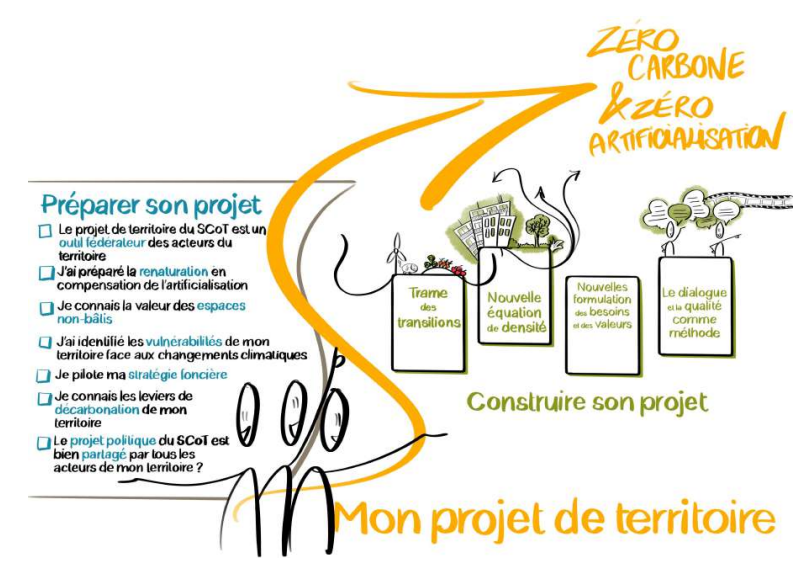 ZÉRO
CARBONE
& ZÉRO
ARTIFICIALISATION
Préparer son projet
Le projet de territoire du SCoT est un
outil fédérateur des acteurs du
territoire
J'ai préparé la renaturation en
compensation de l'artificialisation
Je connais la valeur des espaces
non-bâtis
J'ai identifié les vulnérabilités de mon
territoire face aux changements climatiques
Je pilote ma stratégie foncière
Je connais les leviers de
décarbonation de mon
territoire
Le projet politique du SCoT est
bien partagé par tous les
acteurs de mon territoire ?
Trame
des
transitions
Nouvelle
équation
de densité
Nouvelles
formulation
des besoins
et des valeurs
Le dialogue
et la qualité
comme
méthode
Construire son projet
Mon projet de territoire